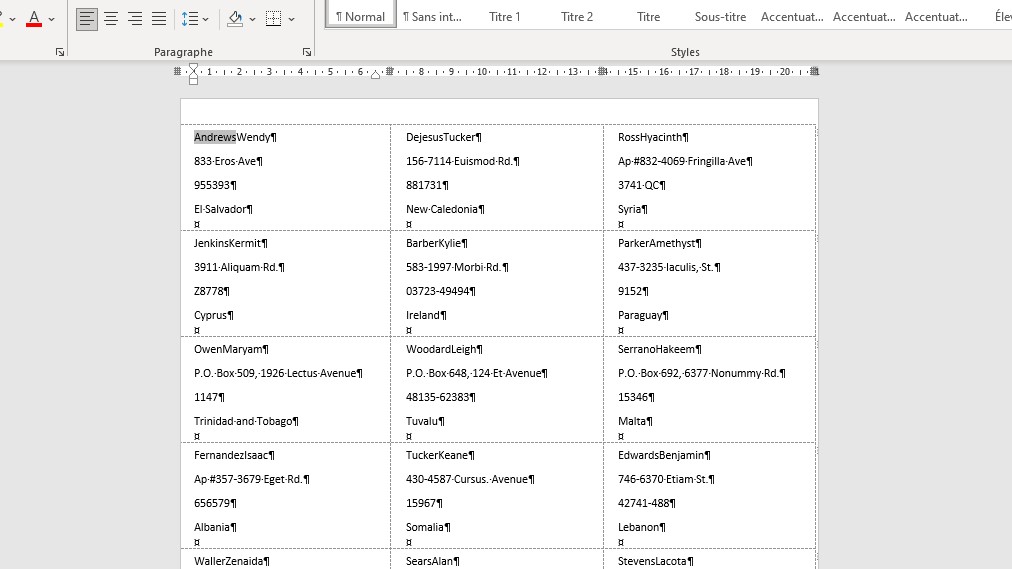 A
¶ Normal ¶ Sans int... Titre 1 Titre 2 Titre Sous-titre Accentuat... Accentuat... Accentuat... Élev
Paragraphe Styles
1 2 3 4 5 6 7 8 9 10 11 12 13 14 15 16 17 18 19 20
AndrewsWendy¶ DejesusTucker¶ RossHyacinth¶
833·Eros·Ave¶ 156-7114·Euismod·Rd.¶ Ap·#832-4069·Fringilla·Ave¶
955393¶ 881731¶ 3741·QC¶
El·Salvador¶ New·Caledonia¶ Syria¶
¤ ¤ ¤
JenkinsKermit¶ BarberKylie¶ ParkerAmethyst¶
3911·Aliquam·Rd.¶ 583-1997·Morbi·Rd.¶ 437-3235·Iaculis,·St.¶
Z8778¶ 03723-49494¶ 9152¶
Cyprus¶ Ireland¶ Paraguay¶
¤ ¤ ¤
OwenMaryam¶ WoodardLeigh¶ SerranoHakeem¶
P.O.·Box·509,·1926·Lectus·Avenue¶ P.O.·Box·648,·124·Et·Avenue¶ P.O.·Box·692,·6377·Nonummy·Rd.¶
1147¶ 48135-62383¶ 15346¶
Trinidad·and·Tobago¶ Tuvalu¶ Malta¶
¤ ¤ ¤
FernandezIsaac¶ TuckerKeane¶ EdwardsBenjamin¶
Ap·#357-3679·Eget·Rd.¶ 430-4587·Cursus.·Avenue¶ 746-6370·Etiam·St.¶
656579¶ 15967¶ 42741-488¶
Albania¶ Somalia¶ Lebanon¶
¤ ¤ ¤
WallerZenaida¶ SearsAlan¶ StevensLacota¶